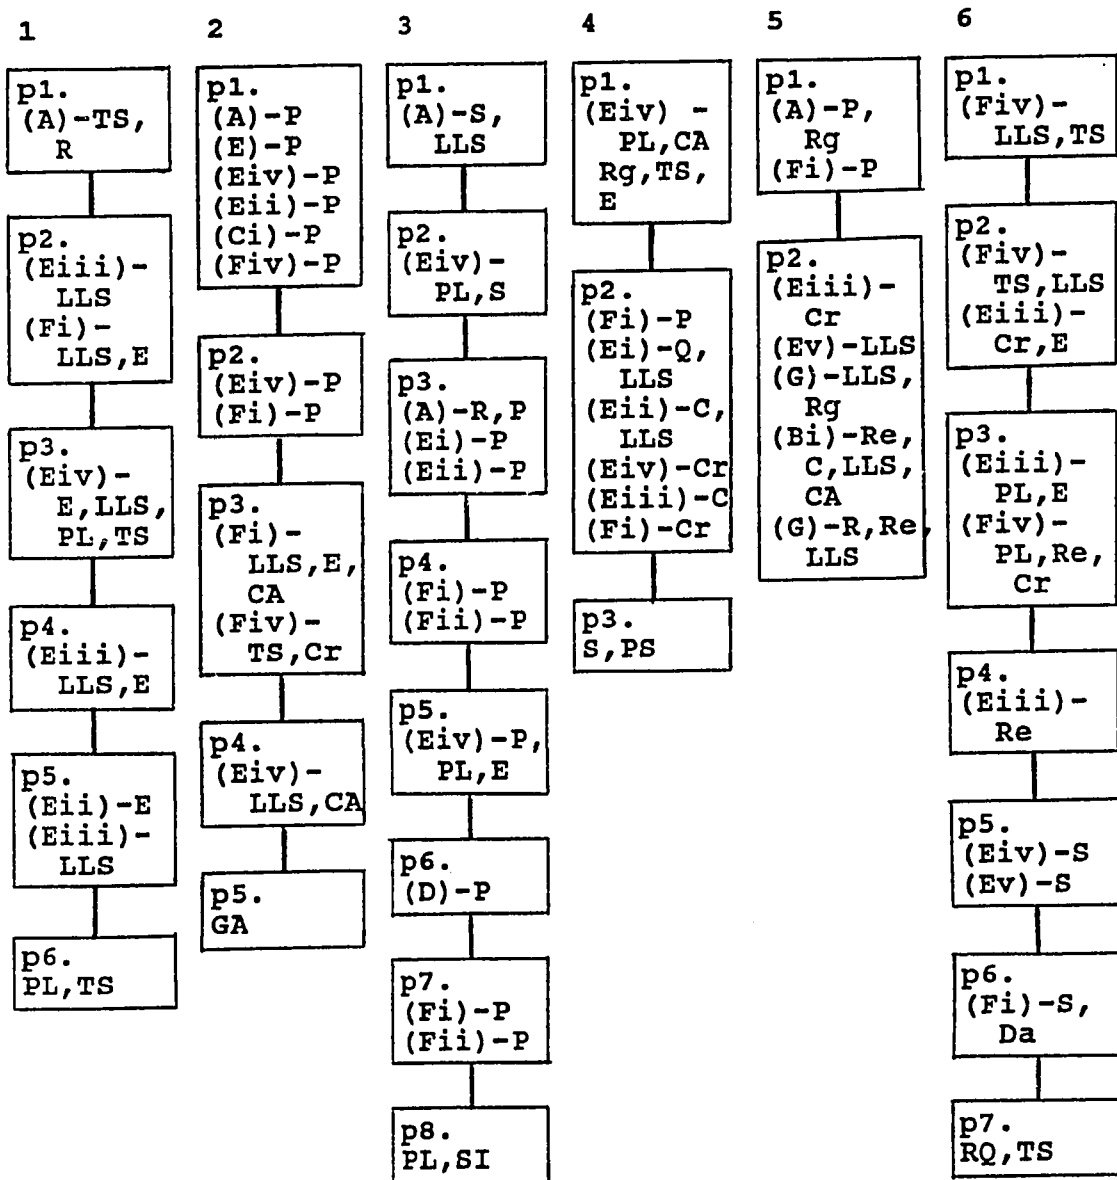 1
p1.
(A)-TS,
R
p2.
(Eiii)-
LLS
(Fi)-
LLS,E
p3.
(Eiv)-
E,LLS,
PL,TS
p4.
(Eiii)-
LLS,E
p5.
(Eii)-E
(Eiii)-
LLS
p6.
PL,TS
2
p1.
(A)-P
(E)-P
(Eiv)-P
(Eii)-P
(Ci)-P
(Fiv)-P
p2.
(Eiv)-P
(Fi)-P
p3.
(Fi)-
LLS,E,
CA
(Fiv)-
TS,Cr
p4.
(Eiv)-
LLS,CA
p5.
GA
3
p1.
(A)-S,
LLS
p2.
(Eiv)-
PL,S
p3.
(A)-R,P
(Ei)-P
(Eii)-P
p4.
(Fi)-P
(Fii)-P
p5.
(Eiv)-P,
PL,E
p6.
(D)-P
p7.
(Fi)-P
(Fii)-P
p8.
PL,SI
4
p1.
(Eiv) -
PL,CA
Rg,TS,
E
p2.
(Fi)-P
(Ei)-Q,
LLS
(Eii)-C,
LLS
(Eiv)-Cr
(Eiii)-C
(Fi)-Cr
p3.
S,PS
5
p1.
(A)-P,
Rg
(Fi)-P
p2.
(Eiii)-
Cr
(Ev)-LLS
(G)-LLS,
Rg
(Bi)-Re,
C,LLS,
CA
(G)-R,Re,
LLS
6
p1.
(Fiv)-
LLS,TS
p2.
(Fiv)-
TS,LLS
(Eiii)-
Cr,E
p3.
(Eiii)-
PL,E
(Fiv)-
PL,Re,
Cr
p4.
(Eiii)-
Re
p5.
(Eiv)-S
(Ev)-S
p6.
(Fi)-S,
Da
p7.
RQ,TS